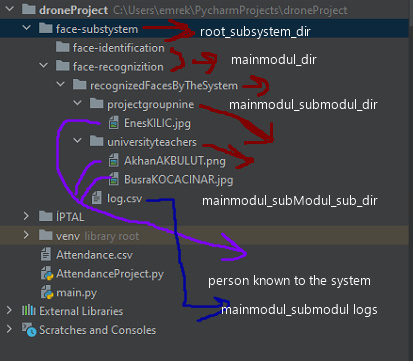 droneProject C:\Users\emrek\PycharmProjects\droneProject
face-substystem root_subsystem_dir
face-identification mainmodul_dir
face-recognizition
recognizedFacesByTheSystem
projectgroupnine mainmodul_submodul_dir
EnesKILIC.jpg
universityteachers
AkhanAKBULUT.png
BusraKOCACINAR.jpg
log.csv mainmodul_subModul_sub_dir
İPTAL
venv library root
Attendance.csv
AttendanceProject.py person known to the system
main.py mainmodul_submodul logs
External Libraries
Scratches and Consoles